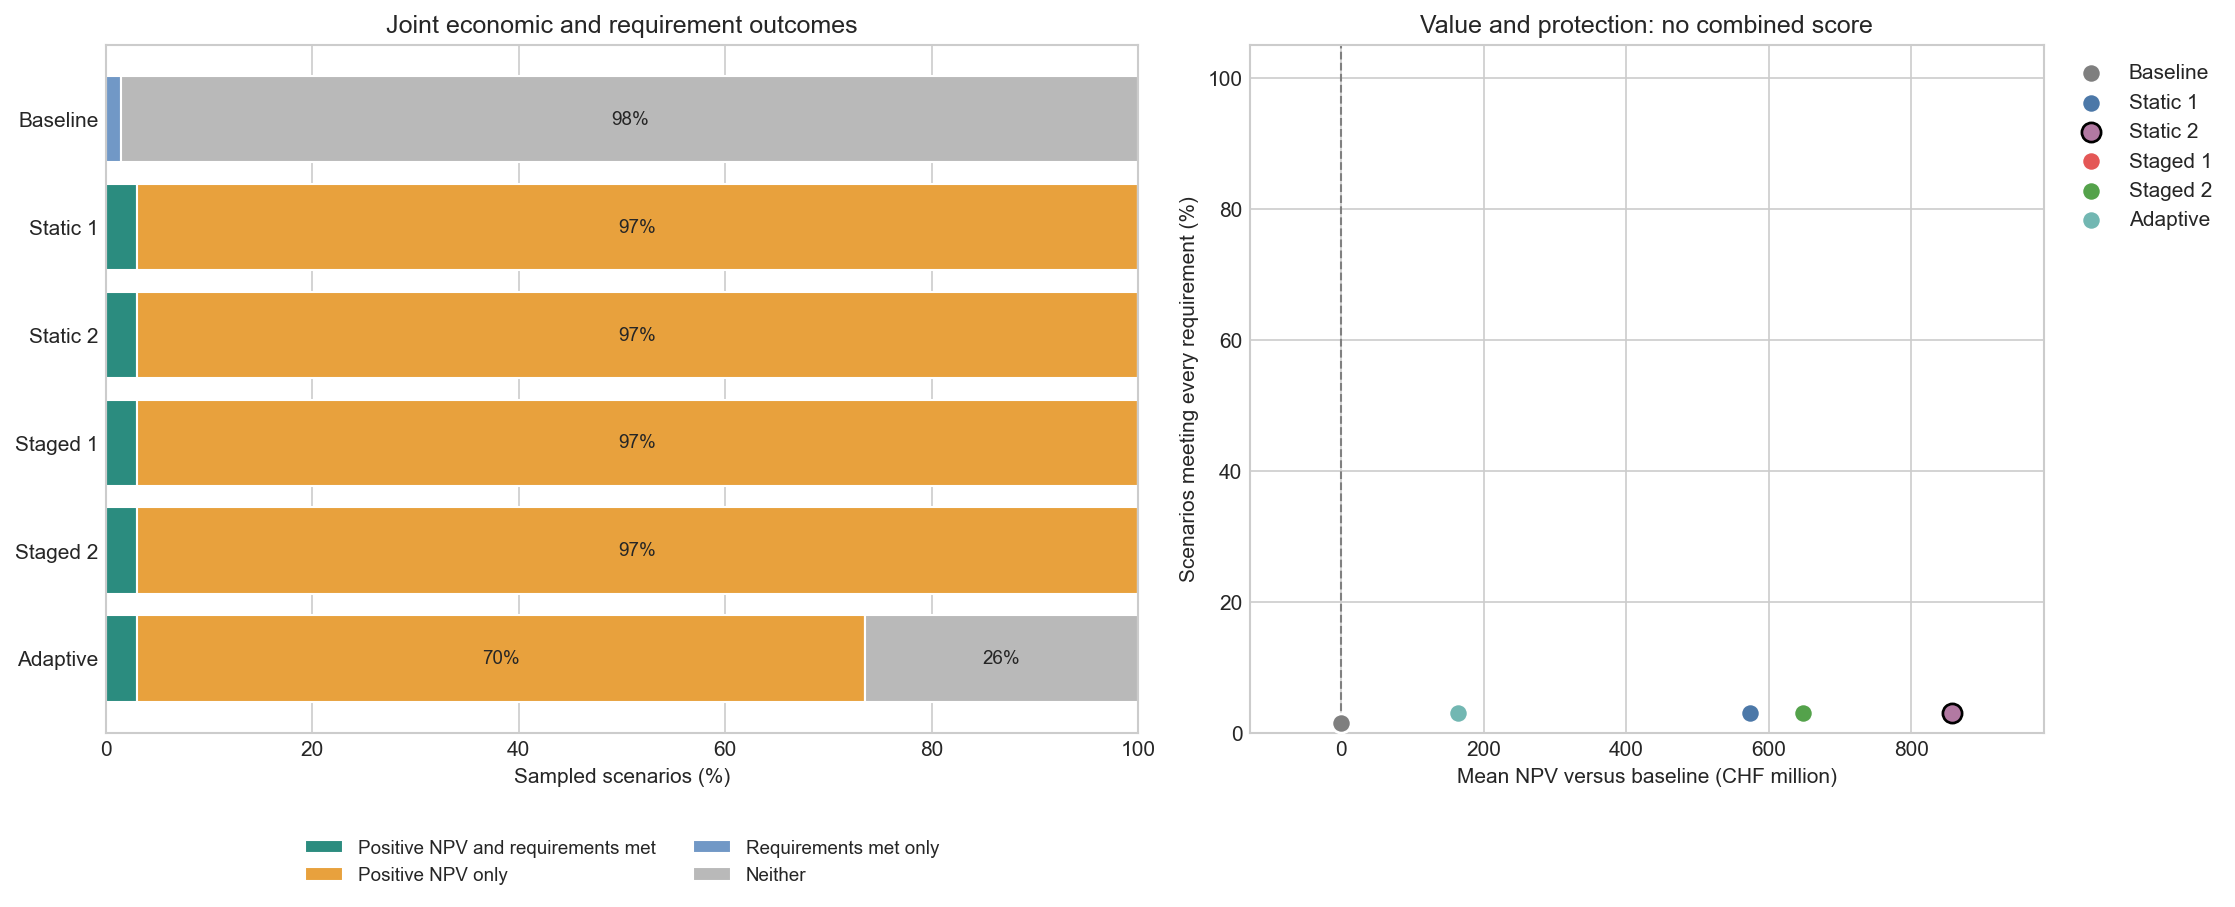 Joint economic and requirement outcomes
Baseline
98%
Static 1
97%
Static 2
97%
Staged 1
97%
Staged 2
97%
Adaptive
70%
26%
0
20
40
60
80
100
Sampled scenarios (%)
Positive NPV and requirements met
Positive NPV only
Requirements met only
Neither
Value and protection: no combined score
Scenarios meeting every requirement (%)
100
80
60
40
20
0
0
200
400
600
800
Mean NPV versus baseline (CHF million)
Baseline
Static 1
Static 2
Staged 1
Staged 2
Adaptive